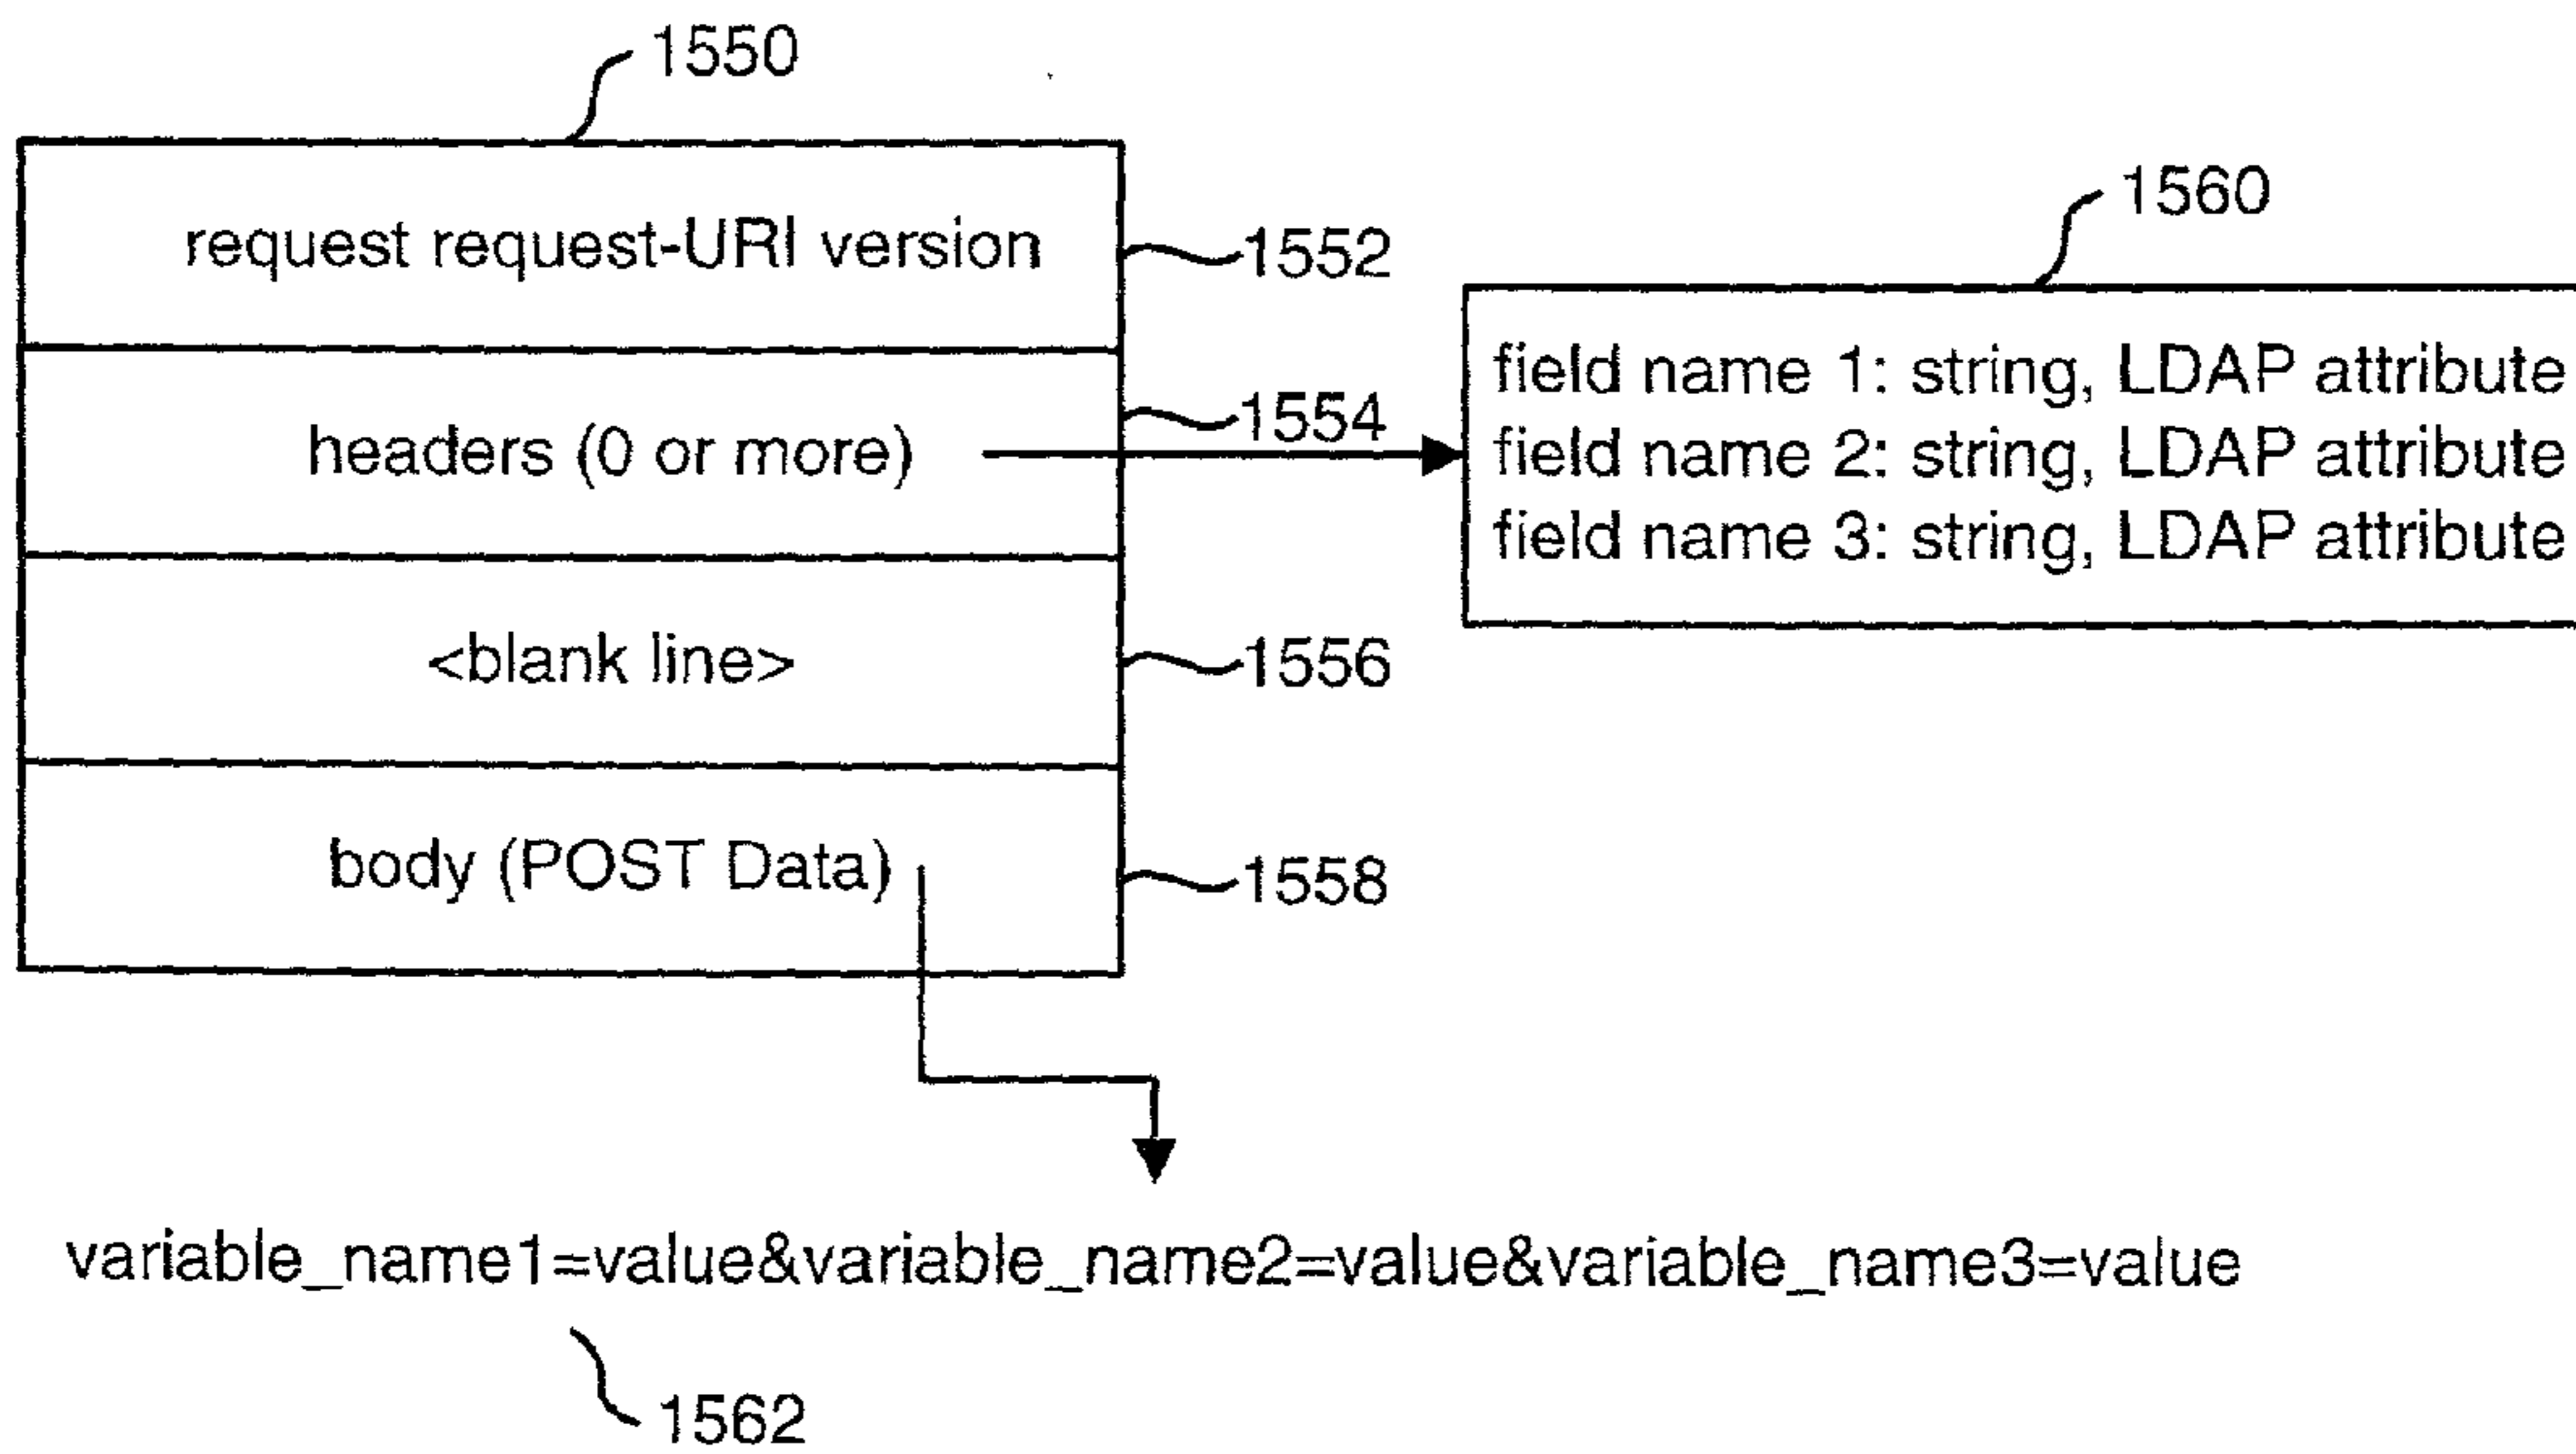 1550
request request-URI version
1552
headers (0 or more)
1554
<blank line>
1556
body (POST Data)
1558
1560
field name 1: string, LDAP attribute
field name 2: string, LDAP attribute
field name 3: string, LDAP attribute
variable_name1=value&variable_name2=value&variable_name3=value
1562